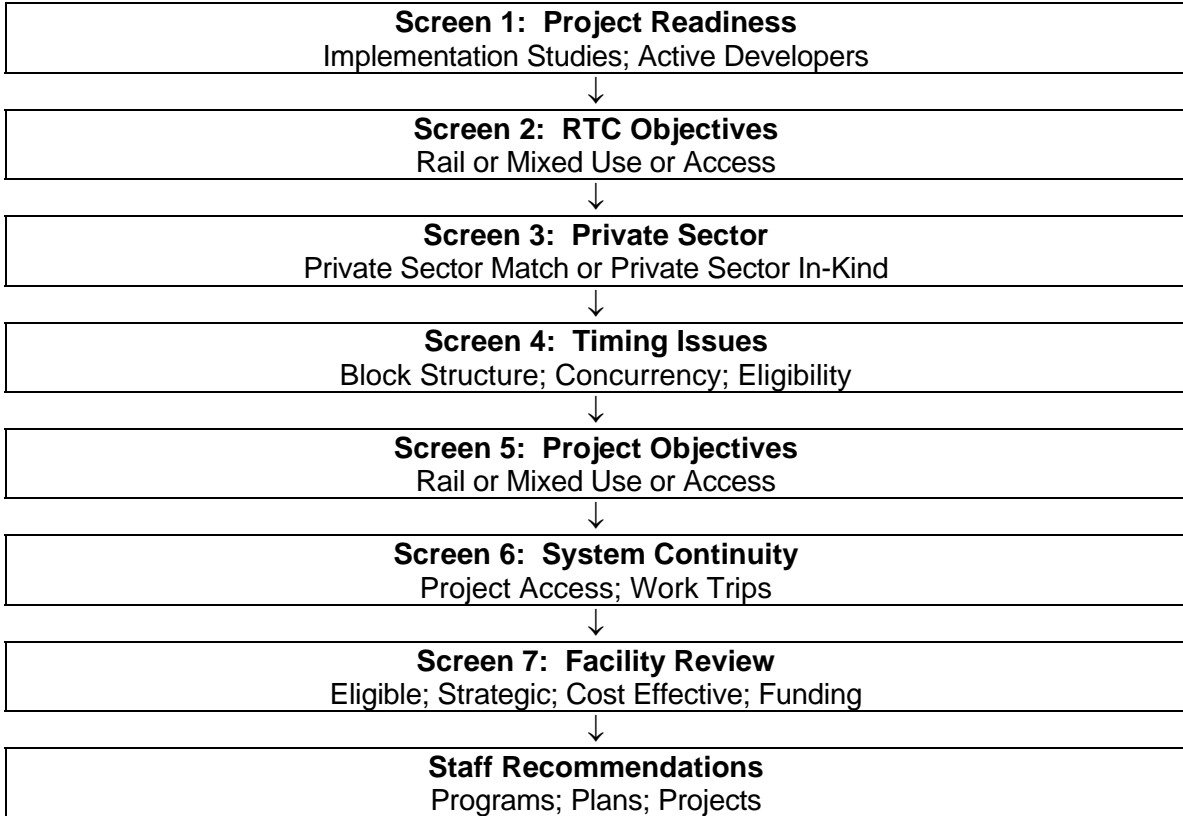 Screen 1: Project Readiness
Implementation Studies; Active Developers
↓
Screen 2: RTC Objectives
Rail or Mixed Use or Access
↓
Screen 3: Private Sector
Private Sector Match or Private Sector In-Kind
↓
Screen 4: Timing Issues
Block Structure; Concurrency; Eligibility
↓
Screen 5: Project Objectives
Rail or Mixed Use or Access
↓
Screen 6: System Continuity
Project Access; Work Trips
↓
Screen 7: Facility Review
Eligible; Strategic; Cost Effective; Funding
↓
Staff Recommendations
Programs; Plans; Projects